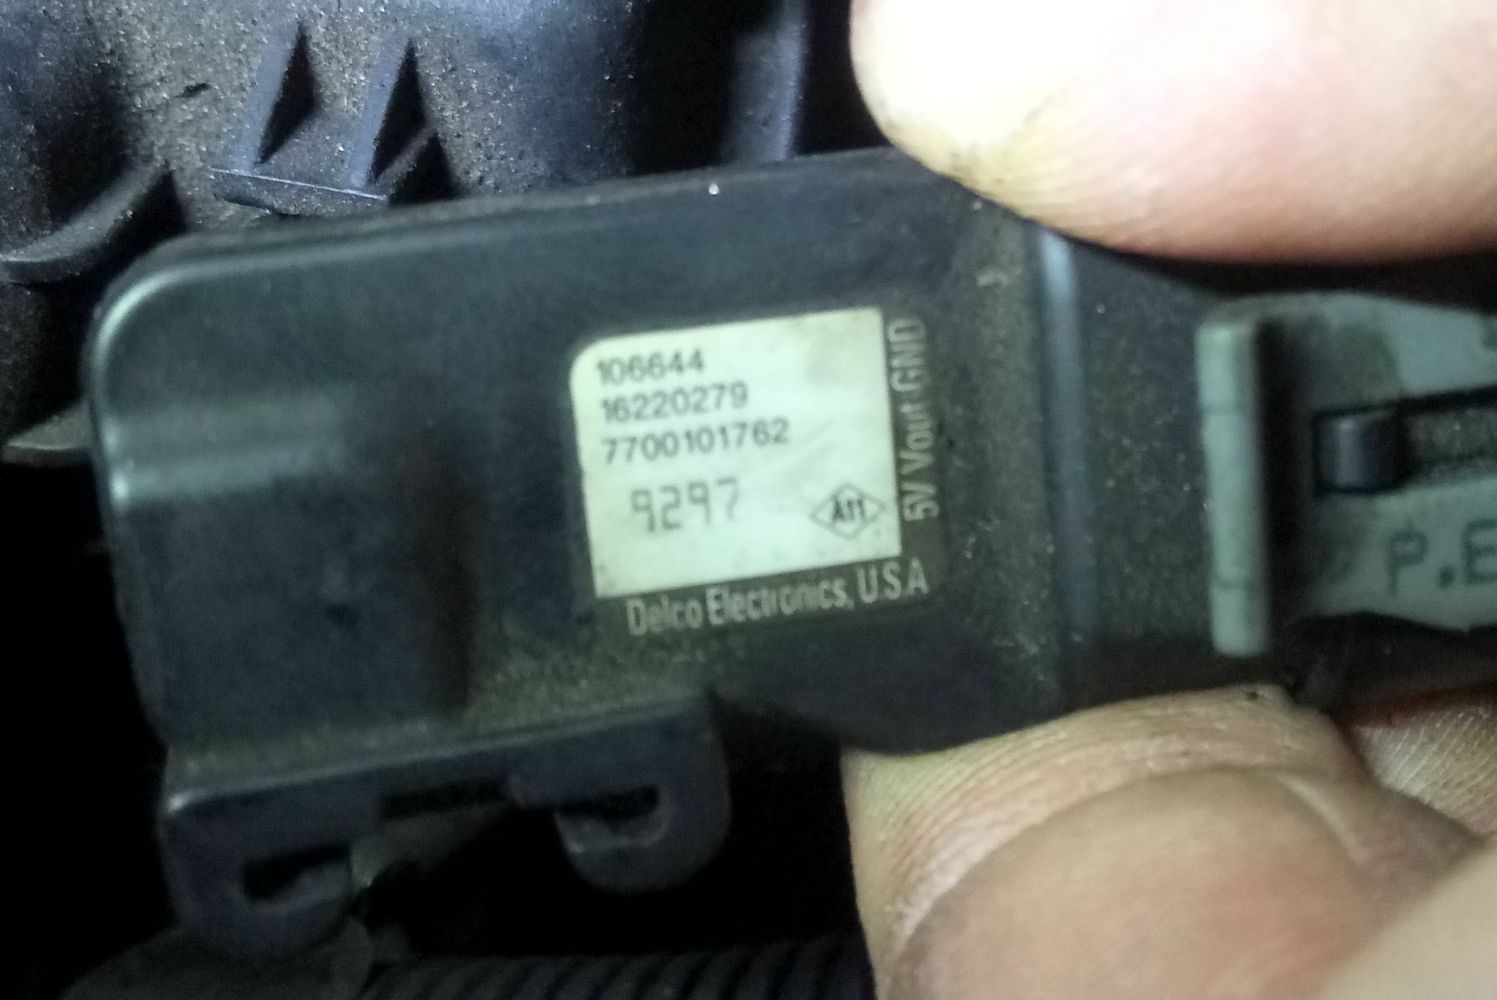 106644
16220279
7700101762
9297
A11
5V Vout GND
Delco Electronics, U.S.A
P.E